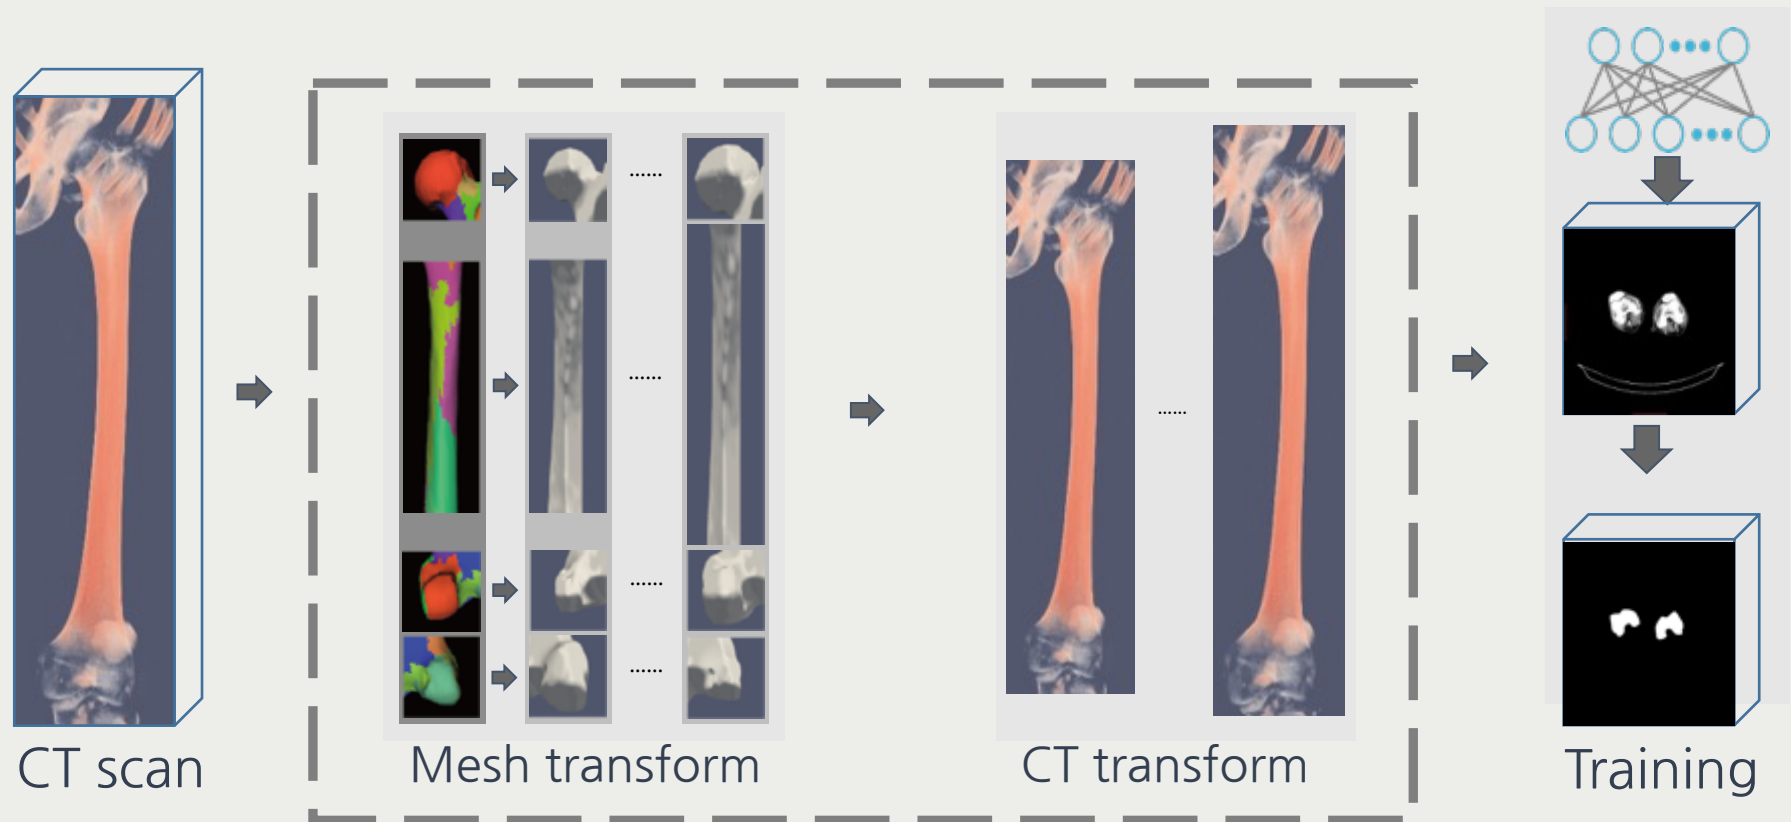 ......
......
......
......
......
CT scan
Mesh transform
CT transform
Training